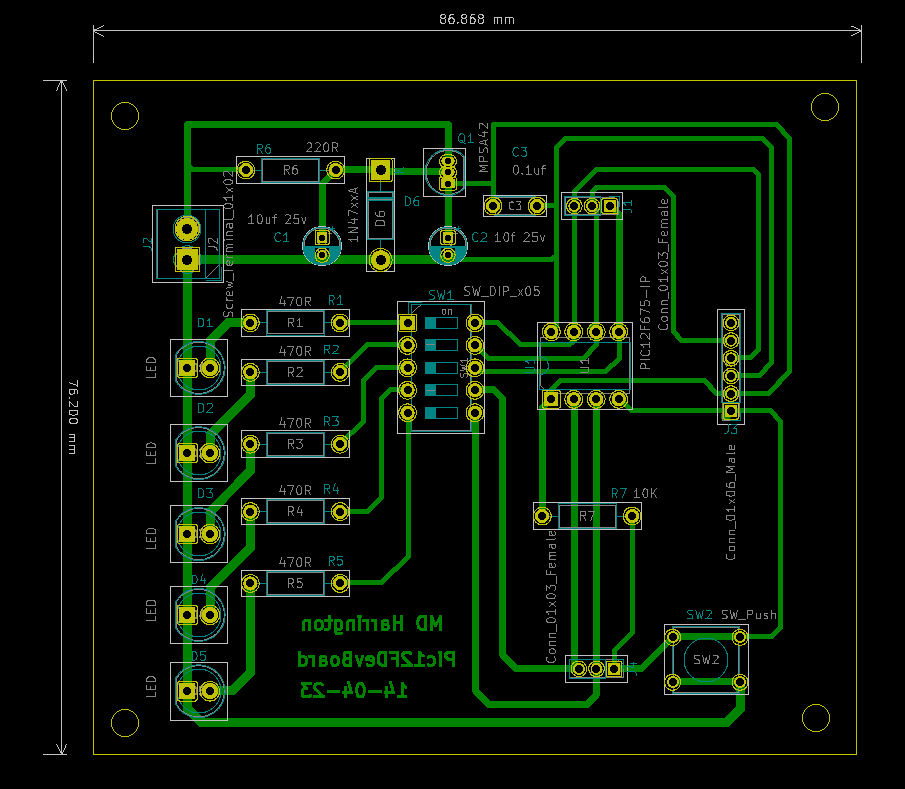 86.868 mm
76.200 mm
R6
220R
R6
Q1
MPSA42
C3
0.1uf
c3
J1
Conn_01x03_Female
D6
1N47xxA
D6
10uf 25v
C1
C2 10f 25v
J2
J2
Screw_Terminal_01x02
SW1
SW_DIP_x05
on
SW1
D1
LED
470R R1
R1
470R R2
R2
D2
LED
470R R3
R3
D3
LED
470R R4
R4
D4
LED
470R R5
R5
D5
LED
U1
U1
PIC12F675-IP
J3
Conn_01x06_Male
R7 10K
R7
Conn_01x03_Female
SW2 SW_Push
SW2
MD Harrington
Pic12FDevBoard
14-04-23